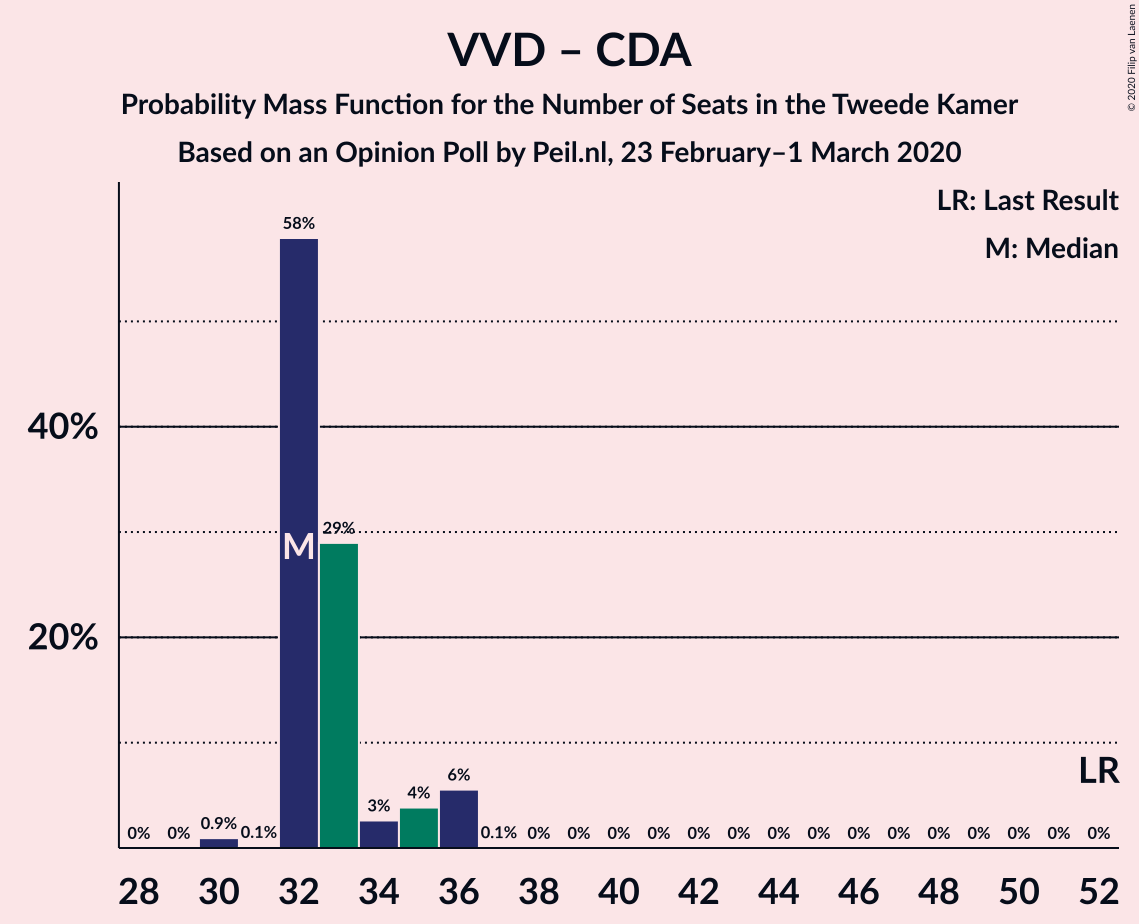 VVD – CDA
Probability Mass Function for the Number of Seats in the Tweede Kamer
Based on an Opinion Poll by Peil.nl, 23 February–1 March 2020
© 2020 Filip van Laenen
LR: Last Result
M: Median
58%
40%
29%
M
20%
LR
0% 0% 0.9% 0.1% 3% 4% 6% 0.1% 0% 0% 0% 0% 0% 0% 0% 0% 0% 0% 0% 0% 0% 0% 0%
28 30 32 34 36 38 40 42 44 46 48 50 52